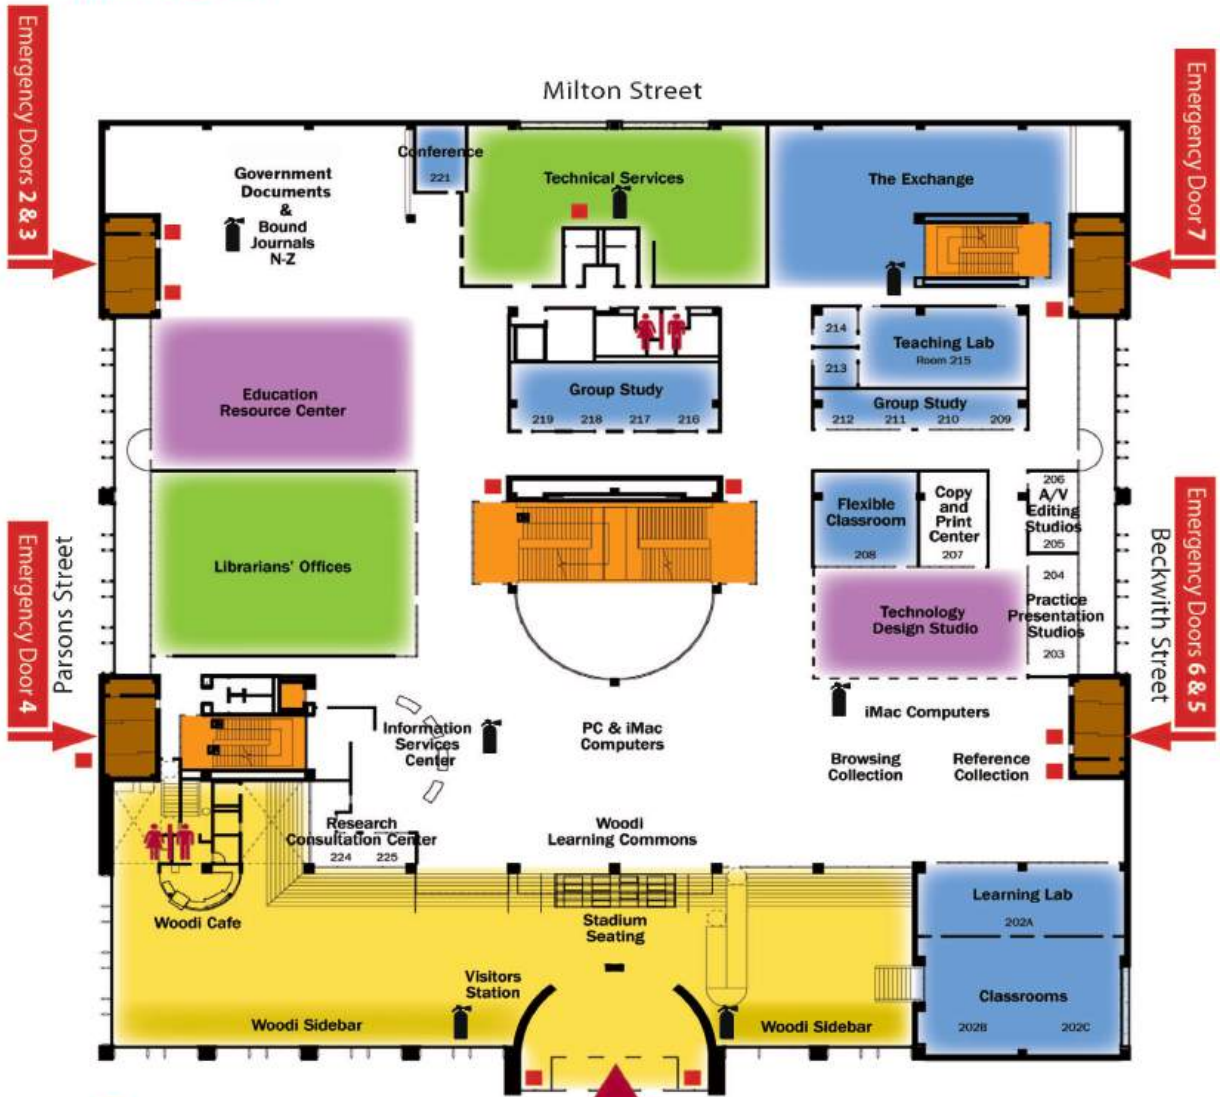 Milton Street
Emergency Doors 2 & 3
Emergency Door 7
Conference
221
Government
Documents
&
Bound
Journals
N-Z
Technical Services
The Exchange
214
213
Teaching Lab
Room 215
Education
Resource Center
Group Study
219 218 217 216
Group Study
212 211 210 209
Librarians' Offices
Flexible
Classroom
208
Copy
and
Print
Center
207
206
A/V
Editing
Studios
205
204
Practice
Presentation
Studios
203
Technology
Design Studio
Parsons Street
Emergency Door 4
Beckwith Street
Emergency Doors 6 & 5
Information
Services
Center
PC & iMac
Computers
iMac Computers
Browsing
Collection
Reference
Collection
Research
Consultation Center
224 225
Woodi
Learning Commons
Woodi Cafe
Stadium
Seating
Learning Lab
202A
Visitors
Station
Classrooms
202B 202C
Woodi Sidebar
Woodi Sidebar